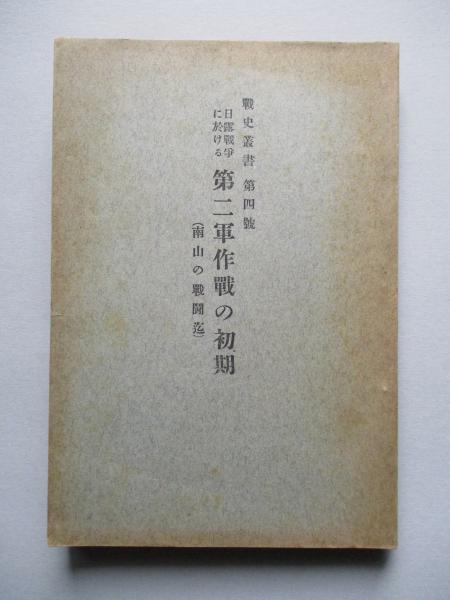 戰史叢書 第四號
日露戰爭
に於ける
第二軍作戰の初期
(南山の戰鬪迄)